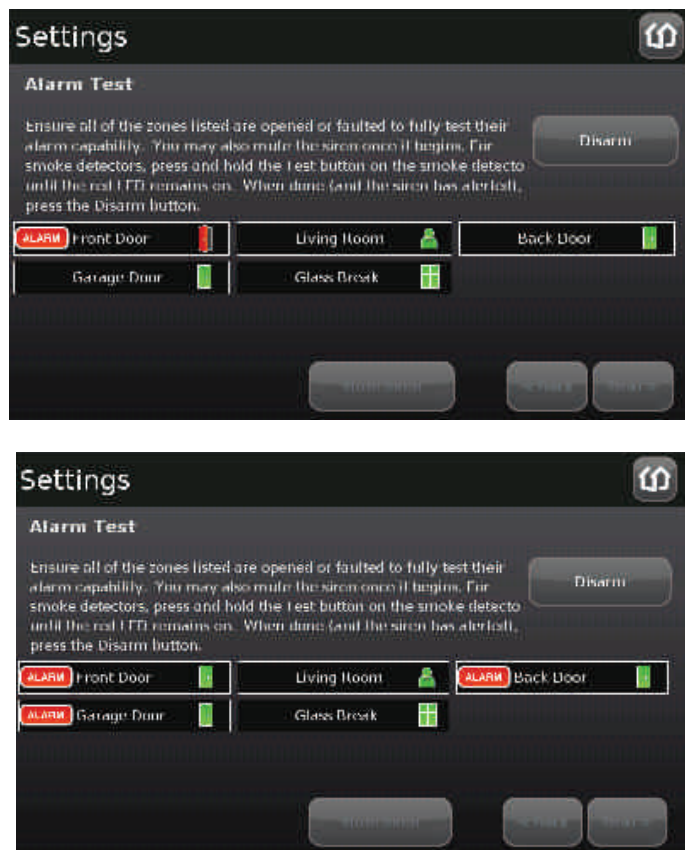 Settings
Alarm Test
Ensure all of the zones listed are opened or faulted to fully test their
alarm capability. You may also mute the siren once it begins. For
smoke detectors, press and hold the Test button on the smoke detecto
until the red LED remains on. When done (and the siren has alerted),
press the Disarm button.
Disarm
ALARM Front Door Living Room Back Door
Garage Door Glass Break
Settings
Alarm Test
Ensure all of the zones listed are opened or faulted to fully test their
alarm capability. You may also mute the siren once it begins. For
smoke detectors, press and hold the Test button on the smoke detecto
until the red LED remains on. When done (and the siren has alerted),
press the Disarm button.
Disarm
ALARM Front Door Living Room ALARM Back Door
ALARM Garage Door Glass Break